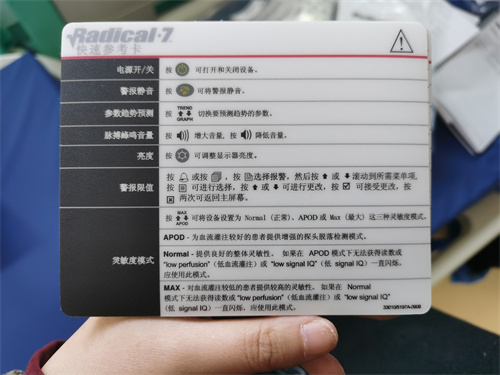 Radical-7
快速参考卡
电源开/关 按 可打开和关闭设备。
警报静音 按 可将警报静音。
参数趋势预测 按 TREND GRAPH 切换要预测趋势的参数。
脉搏蜂鸣音量 按 增大音量, 按 降低音量。
亮度 按 可调整显示器亮度。
警报限值
按 或按 , 按 选择报警, 然后按 或 滚动到所需菜单项,
按 可进行选择, 按 或 可进行更改, 按 可接受更改, 按
两次可返回主屏幕。
灵敏度模式
按 MAX APOD 可将设备设置为 Normal (正常)、APOD 或 Max (最大) 这三种灵敏度模式。
APOD - 为血流灌注较好的患者提供增强的探头脱落检测模式。
Normal - 提供良好的整体灵敏性。 如果在 APOD 模式下无法获得读数或
"low perfusion" (低血流灌注) 或 "low signal IQ" (低 signal IQ) 一直闪烁,
应使用此模式。
MAX - 对血流灌注较低的患者提供较高的灵敏性。 如果在 Normal
模式下无法获得读数或 "low perfusion" (低血流灌注) 或 "low signal IQ"
(低 signal IQ) 一直闪烁, 应使用此模式。